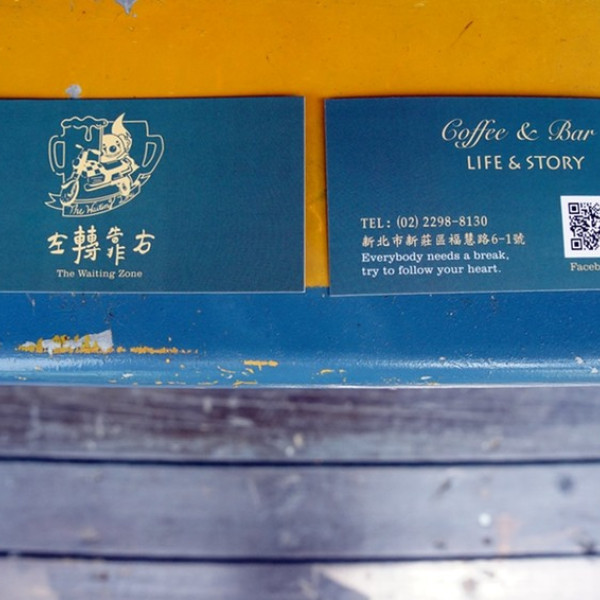 The Waiting
左轉靠右
The Waiting Zone
Coffee & Bar
LIFE & STORY
TEL: (02) 2298-8130
新北市新莊區福慧路6-1號
Everybody needs a break,
try to follow your heart.
Faceb